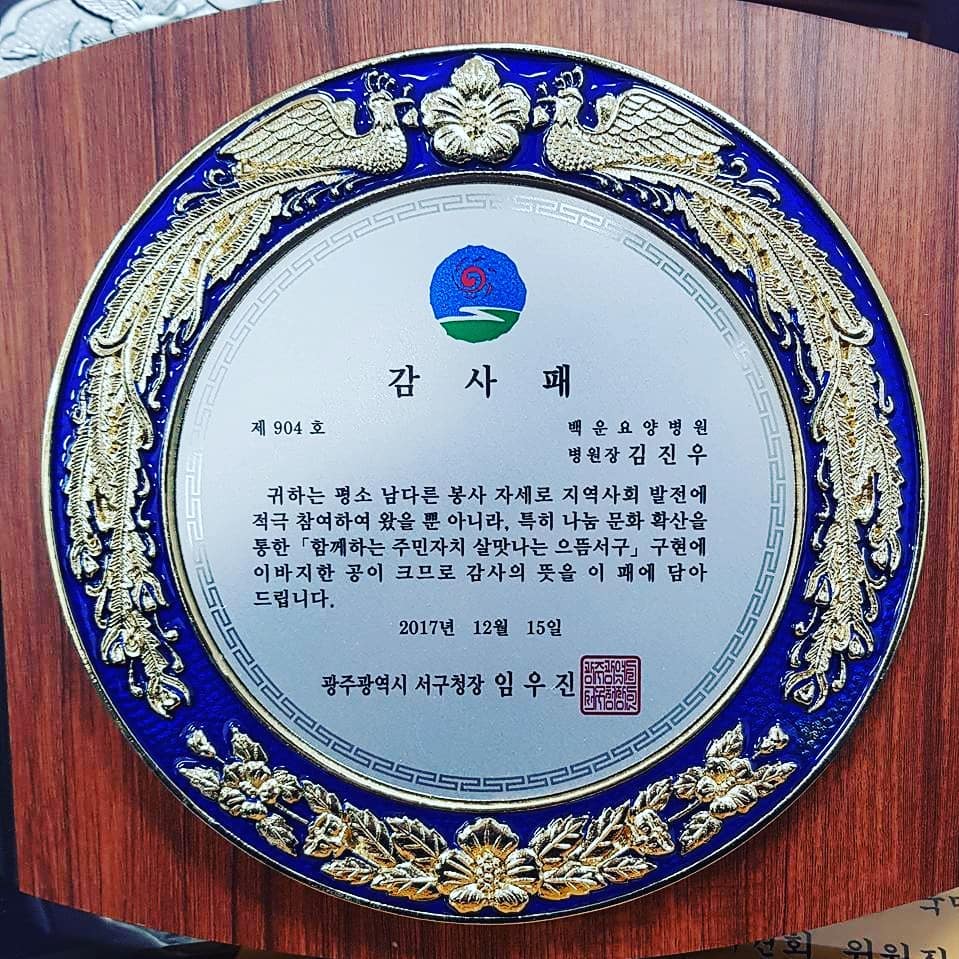 감 사 패
제 904 호
백 운 요 양 병 원
병원장 김 진 우
귀하는 평소 남다른 봉사 자세로 지역사회 발전에
적극 참여하여 왔을 뿐 아니라, 특히 나눔 문화 확산을
통한 「함께하는 주민자치 살맛나는 으뜸서구」 구현에
이바지한 공이 크므로 감사의 뜻을 이 패에 담아
드립니다.
2017년 12월 15일
광주광역시 서구청장 임 우 진
위원장